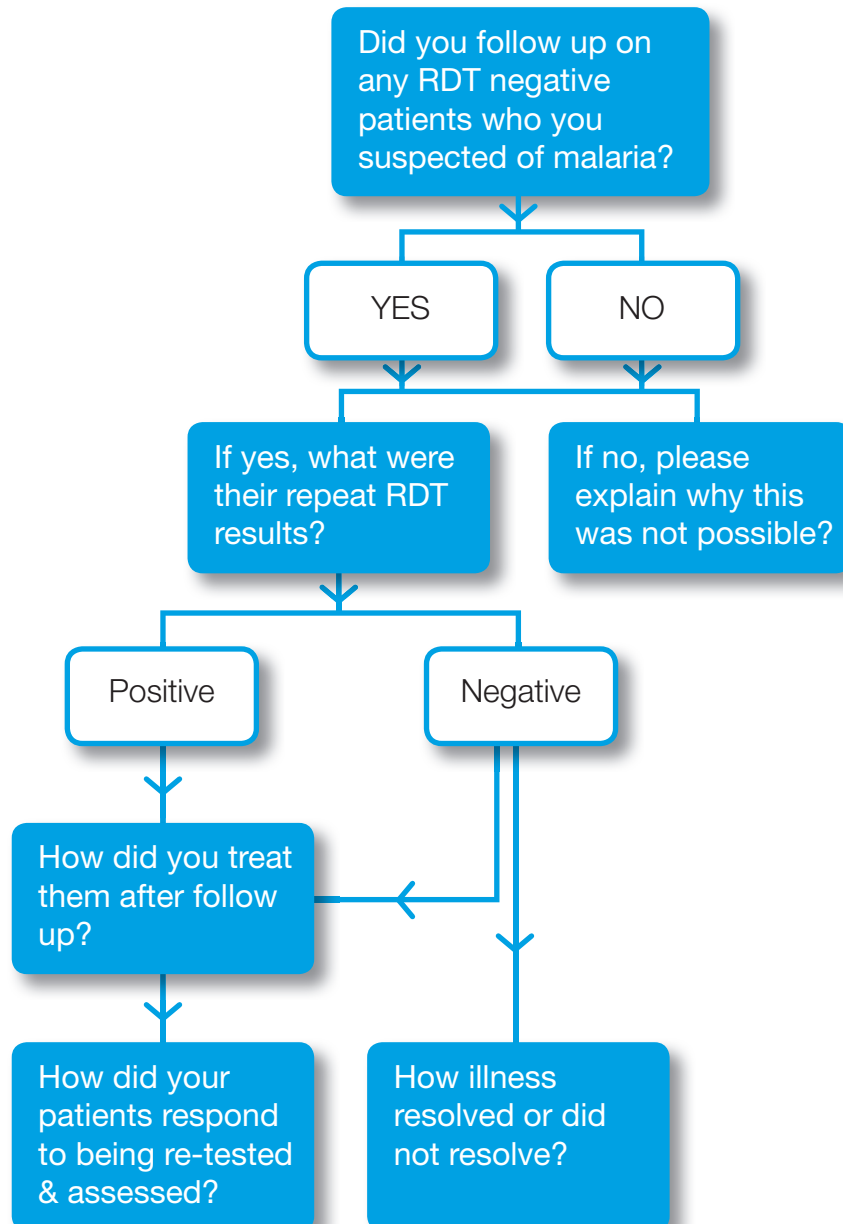 Did you follow up on
any RDT negative
patients who you
suspected of malaria?
YES
NO
If yes, what were
their repeat RDT
results?
If no, please
explain why this
was not possible?
Positive
Negative
How did you treat
them after follow
up?
How did your
patients respond
to being re-tested
& assessed?
How illness
resolved or did
not resolve?